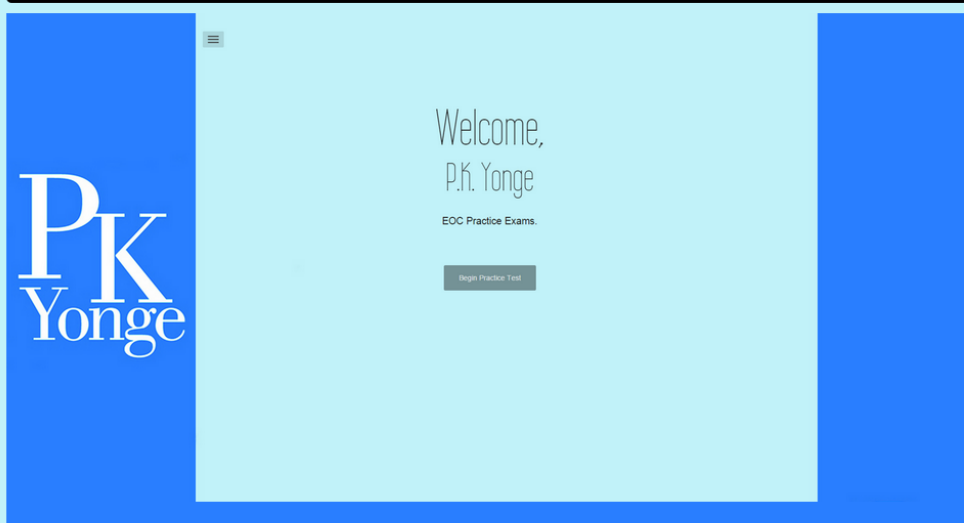 PK
Yonge
Welcome,
P.K. Yonge
EOC Practice Exams.
Begin Practice Test